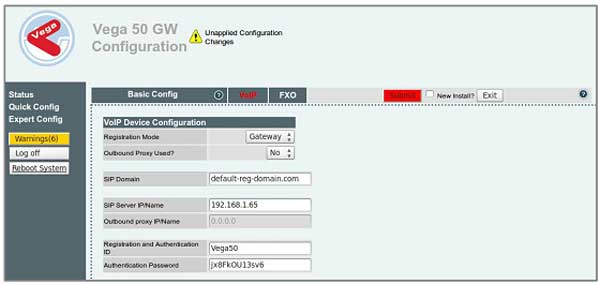 Vega
Vega 50 GW
Configuration
Unapplied Configuration
Changes
Status
Quick Config
Expert Config
Warnings(6)
Log off
Reboot System
Basic Config ? VoIP FXO Submit New Install? Exit ?
VoIP Device Configuration
Registration Mode Gateway
Outbound Proxy Used? No
SIP Domain default-reg-domain.com
SIP Server IP/Name 192.168.1.65
Outbound proxy IP/Name 0.0.0.0
Registration and Authentication
ID Vega50
Authentication Password jx8FkOU13sv6